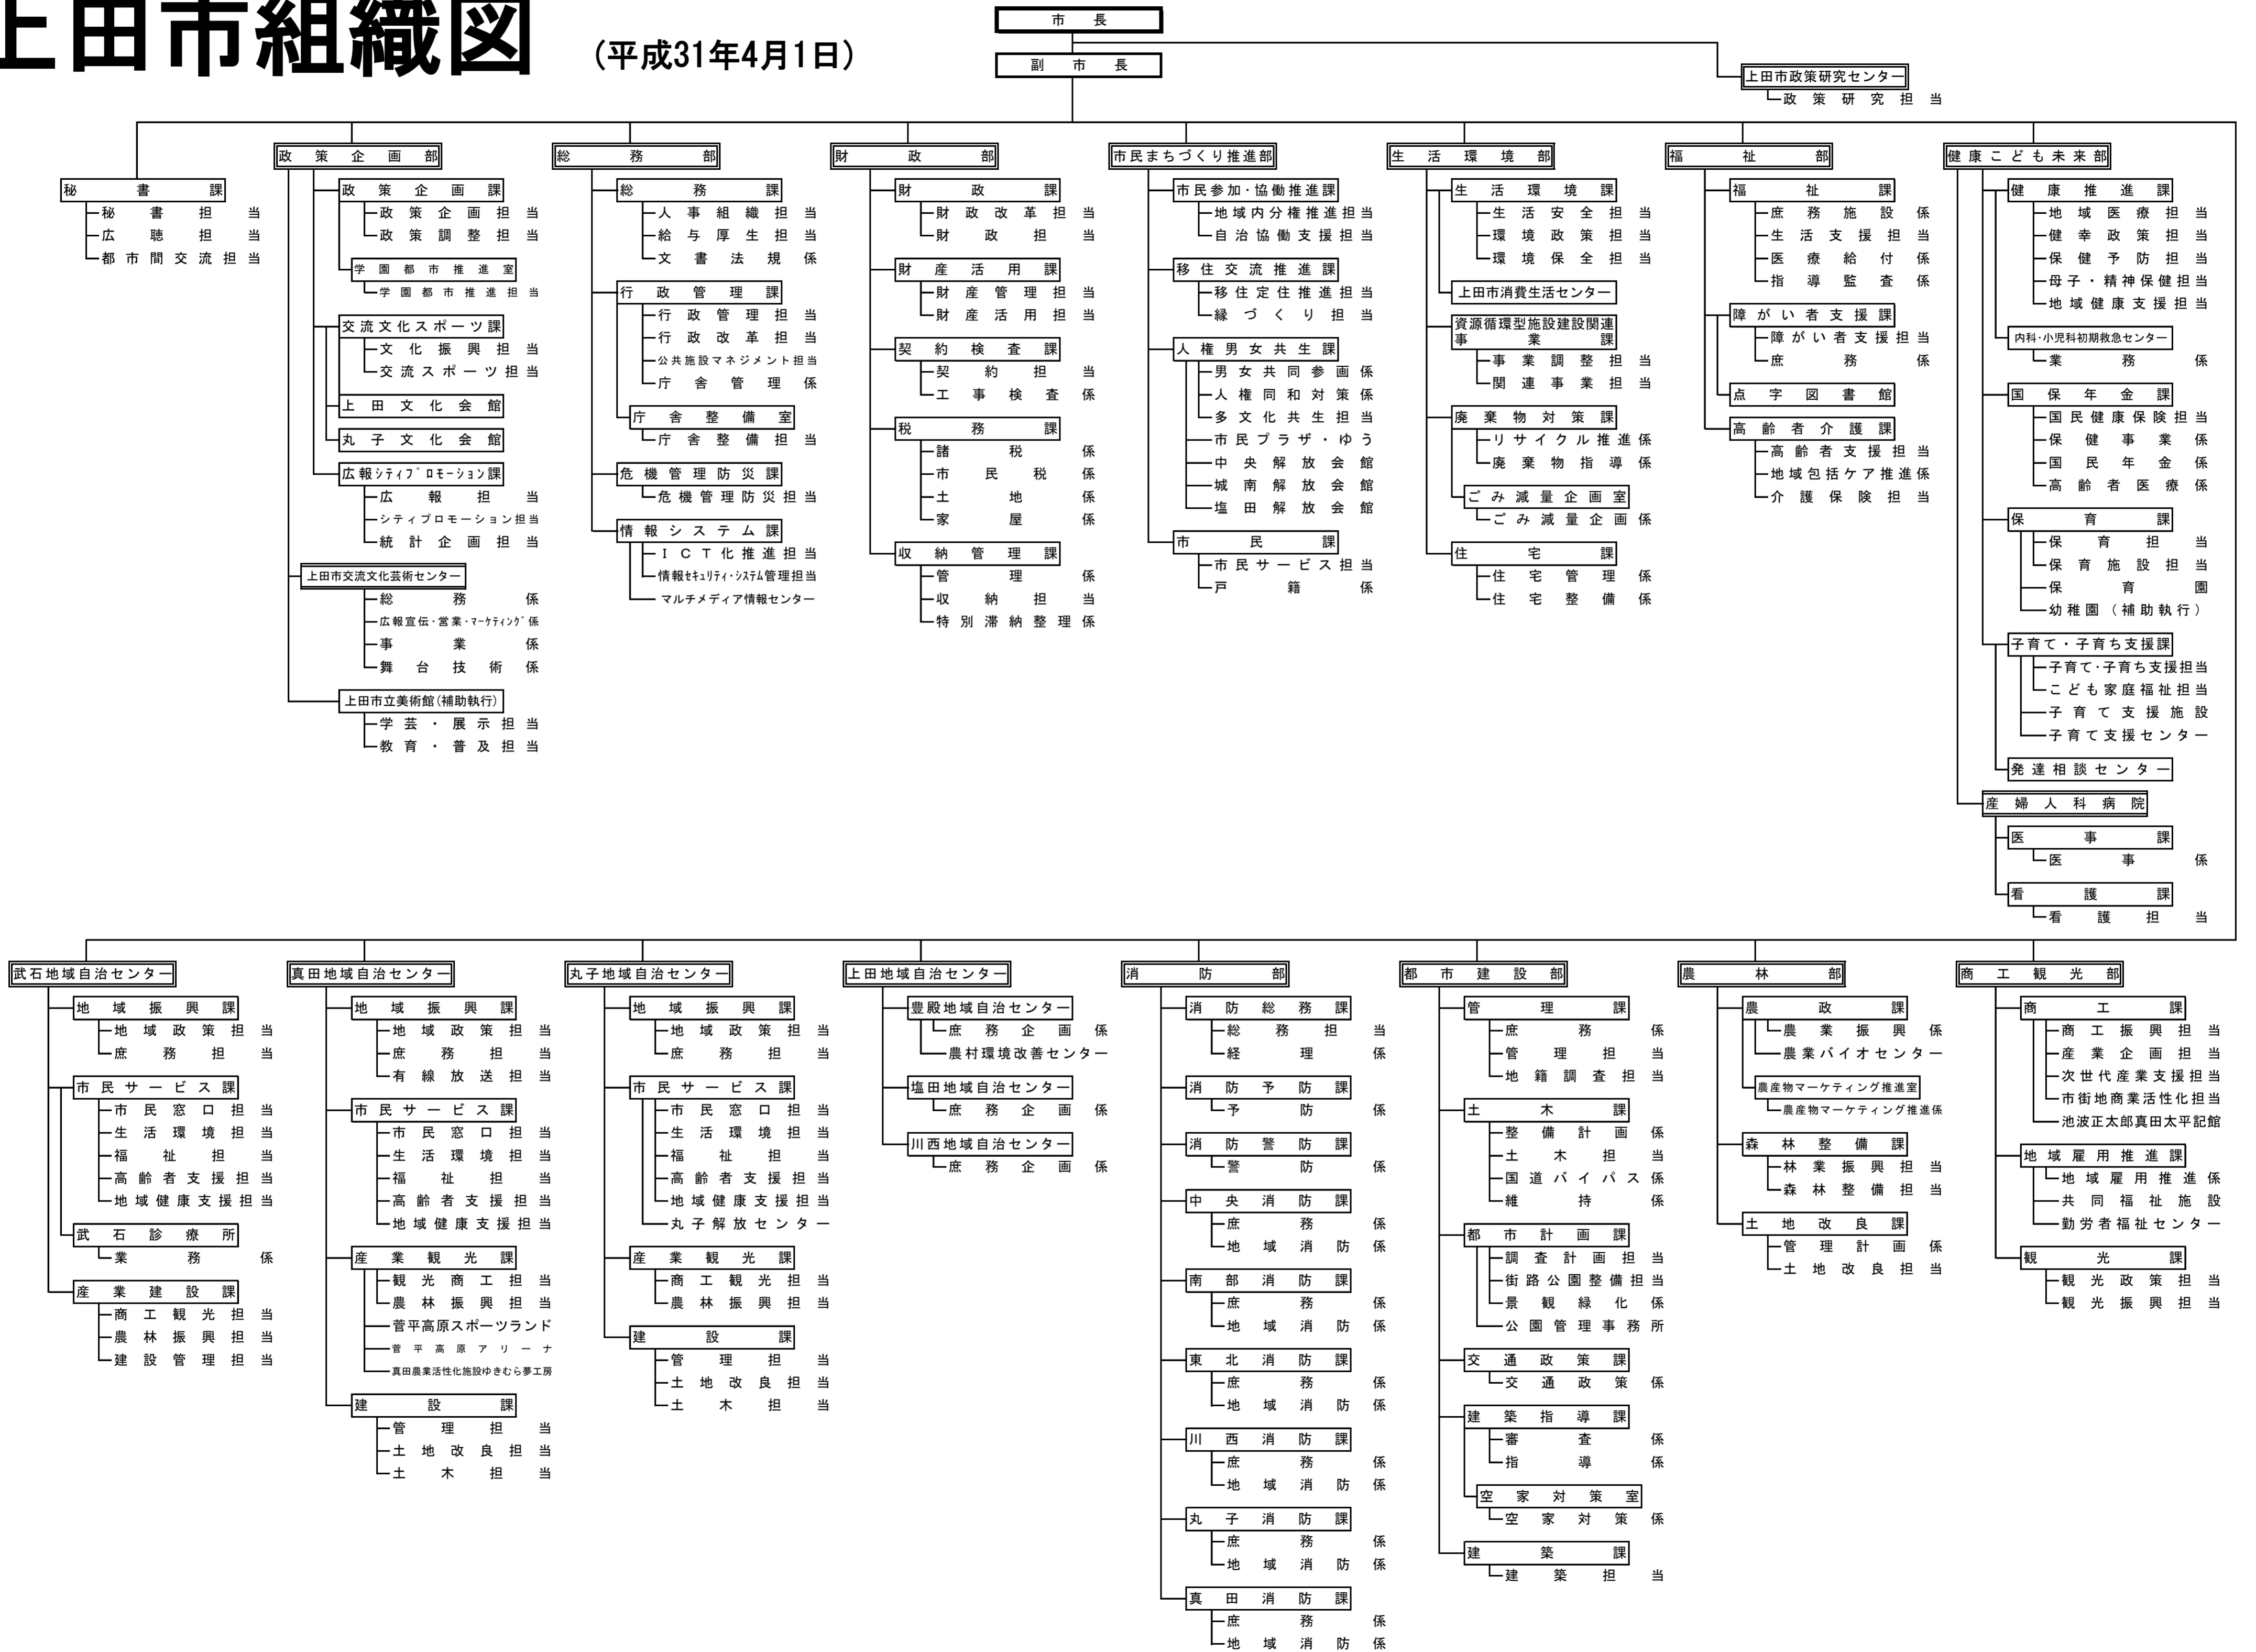 上田市組織図
（平成31年4月1日）
市長
副市長
上田市政策研究センター
政策研究担当
秘書課
秘書担当
広聴担当
都市間交流担当
政策企画部
政策企画課
政策企画担当
政策調整担当
学園都市推進室
学園都市推進担当
交流文化スポーツ課
文化振興担当
交流スポーツ担当
上田文化会館
丸子文化会館
広報シティプロモーション課
広報担当
シティプロモーション担当
統計企画担当
上田市交流文化芸術センター
総務係
広報宣伝・営業・マーケティング係
事業係
舞台技術係
上田市立美術館(補助執行)
学芸・展示担当
教育・普及担当
総務部
総務課
人事組織担当
給与厚生担当
文書法規係
行政管理課
行政管理担当
行政改革担当
公共施設マネジメント担当
庁舎管理係
庁舎整備室
庁舎整備担当
危機管理防災課
危機管理防災担当
情報システム課
ＩＣＴ化推進担当
情報セキュリティ・システム管理担当
マルチメディア情報センター
財政部
財政課
財政改革担当
財政担当
財産活用課
財産管理担当
財産活用担当
契約検査課
契約担当
工事検査係
税務課
諸税係
市民税係
土地係
家屋係
収納管理課
管理係
収納担当
特別滞納整理係
市民まちづくり推進部
市民参加・協働推進課
地域内分権推進担当
自治協働支援担当
移住交流推進課
移住定住推進担当
縁づくり担当
人権男女共生課
男女共同参画係
人権同和対策係
多文化共生担当
市民プラザ・ゆう
中央解放会館
城南解放会館
塩田解放会館
市民課
市民サービス担当
戸籍係
生活環境部
生活環境課
生活安全担当
環境政策担当
環境保全担当
上田市消費生活センター
資源循環型施設建設関連
事業課
事業調整担当
関連事業担当
廃棄物対策課
リサイクル推進係
廃棄物指導係
ごみ減量企画室
ごみ減量企画係
住宅課
住宅管理係
住宅整備係
福祉部
福祉課
庶務施設係
生活支援担当
医療給付係
指導監査係
障がい者支援課
障がい者支援担当
庶務係
点字図書館
高齢者介護課
高齢者支援担当
地域包括ケア推進係
介護保険担当
健康こども未来部
健康推進課
地域医療担当
健幸政策担当
保健予防担当
母子・精神保健担当
地域健康支援担当
内科・小児科初期救急センター
業務係
国保年金課
国民健康保険担当
保健事業係
国民年金係
高齢者医療係
保育課
保育担当
保育施設担当
保育園
幼稚園（補助執行）
子育て・子育ち支援課
子育て・子育ち支援担当
こども家庭福祉担当
子育て支援施設
子育て支援センター
発達相談センター
産婦人科病院
医事課
医事係
看護課
看護担当
武石地域自治センター
地域振興課
地域政策担当
庶務担当
市民サービス課
市民窓口担当
生活環境担当
福祉担当
高齢者支援担当
地域健康支援担当
武石診療所
業務係
産業建設課
商工観光担当
農林振興担当
建設管理担当
真田地域自治センター
地域振興課
地域政策担当
庶務担当
有線放送担当
市民サービス課
市民窓口担当
生活環境担当
福祉担当
高齢者支援担当
地域健康支援担当
産業観光課
観光商工担当
農林振興担当
菅平高原スポーツランド
菅平高原アリーナ
真田農業活性化施設ゆきむら夢工房
建設課
管理担当
土地改良担当
土木担当
丸子地域自治センター
地域振興課
地域政策担当
庶務担当
市民サービス課
市民窓口担当
生活環境担当
福祉担当
高齢者支援担当
地域健康支援担当
丸子解放センター
産業観光課
商工観光担当
農林振興担当
建設課
管理担当
土地改良担当
土木担当
上田地域自治センター
豊殿地域自治センター
庶務企画係
農村環境改善センター
塩田地域自治センター
庶務企画係
川西地域自治センター
庶務企画係
消防部
消防総務課
総務担当
経理係
消防予防課
予防係
消防警防課
警防係
中央消防課
庶務係
地域消防係
南部消防課
庶務係
地域消防係
東北消防課
庶務係
地域消防係
川西消防課
庶務係
地域消防係
丸子消防課
庶務係
地域消防係
真田消防課
庶務係
地域消防係
都市建設部
管理課
庶務係
管理担当
地籍調査担当
土木課
整備計画係
土木担当
国道バイパス係
維持係
都市計画課
調査計画担当
街路公園整備担当
景観緑化係
公園管理事務所
交通政策課
交通政策係
建築指導課
審査係
指導係
空家対策室
空家対策係
建築課
建築担当
農林部
農政課
農業振興係
農業バイオセンター
農産物マーケティング推進室
農産物マーケティング推進係
森林整備課
林業振興担当
森林整備担当
土地改良課
管理計画係
土地改良担当
商工観光部
商工課
商工振興担当
産業企画担当
次世代産業支援担当
市街地商業活性化担当
池波正太郎真田太平記館
地域雇用推進課
地域雇用推進係
共同福祉施設
勤労者福祉センター
観光課
観光政策担当
観光振興担当